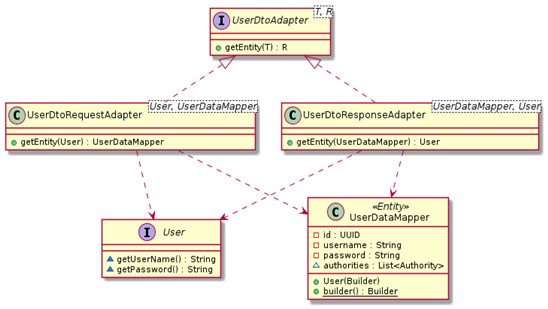 I UserDtoAdapter T, R
getEntity(T) : R
C UserDtoRequestAdapter User, UserDataMapper
getEntity(User) : UserDataMapper
C UserDtoResponseAdapter UserDataMapper, User
getEntity(UserDataMapper) : User
I User
getUserName() : String
getPassword() : String
«Entity»
C UserDataMapper
id : UUID
username : String
password : String
authorities : List<Authority>
User(Builder)
builder() : Builder